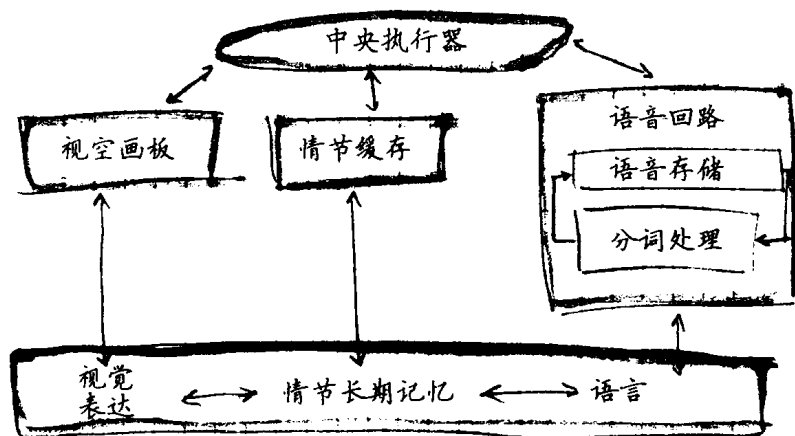 中央执行器
视空画板
情节缓存
语音回路
语音存储
分词处理
视觉
表达
情节长期记忆
语言